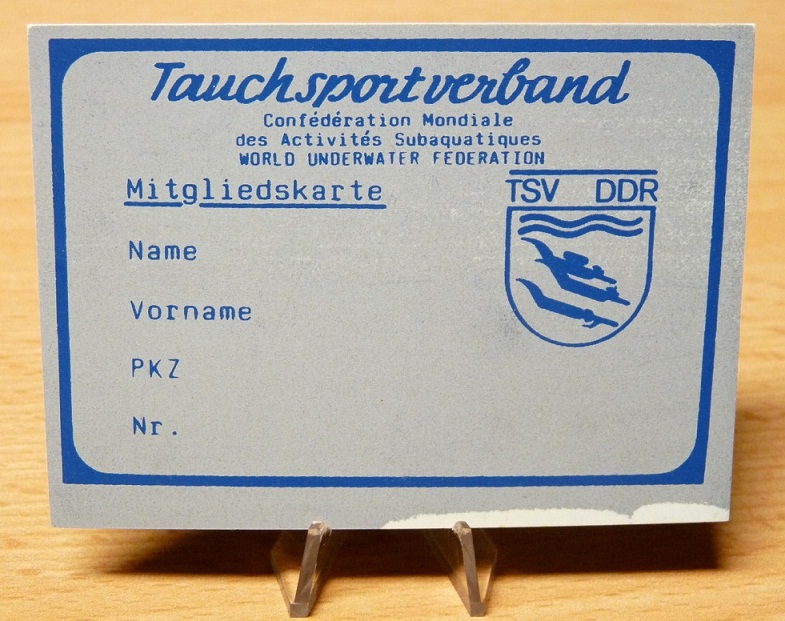 Tauchsportverband
Confédération Mondiale
des Activités Subaquatiques
WORLD UNDERWATER FEDERATION
Mitgliedskarte
TSV DDR
Name
Vorname
PKZ
Nr.